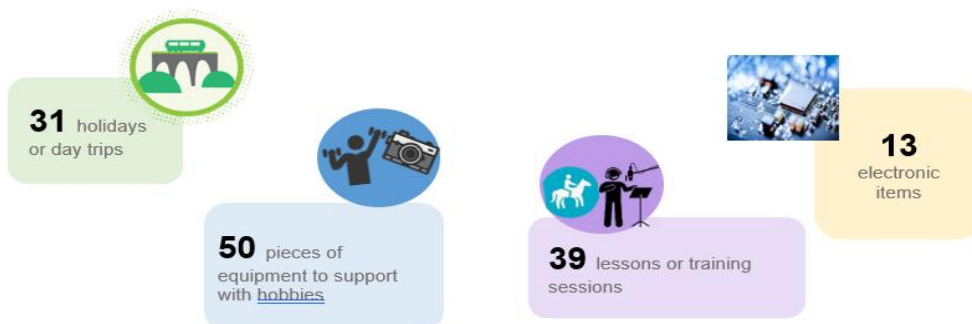 31 holidays
or day trips
50 pieces of
equipment to support
with hobbies
39 lessons or training
sessions
13
electronic
items